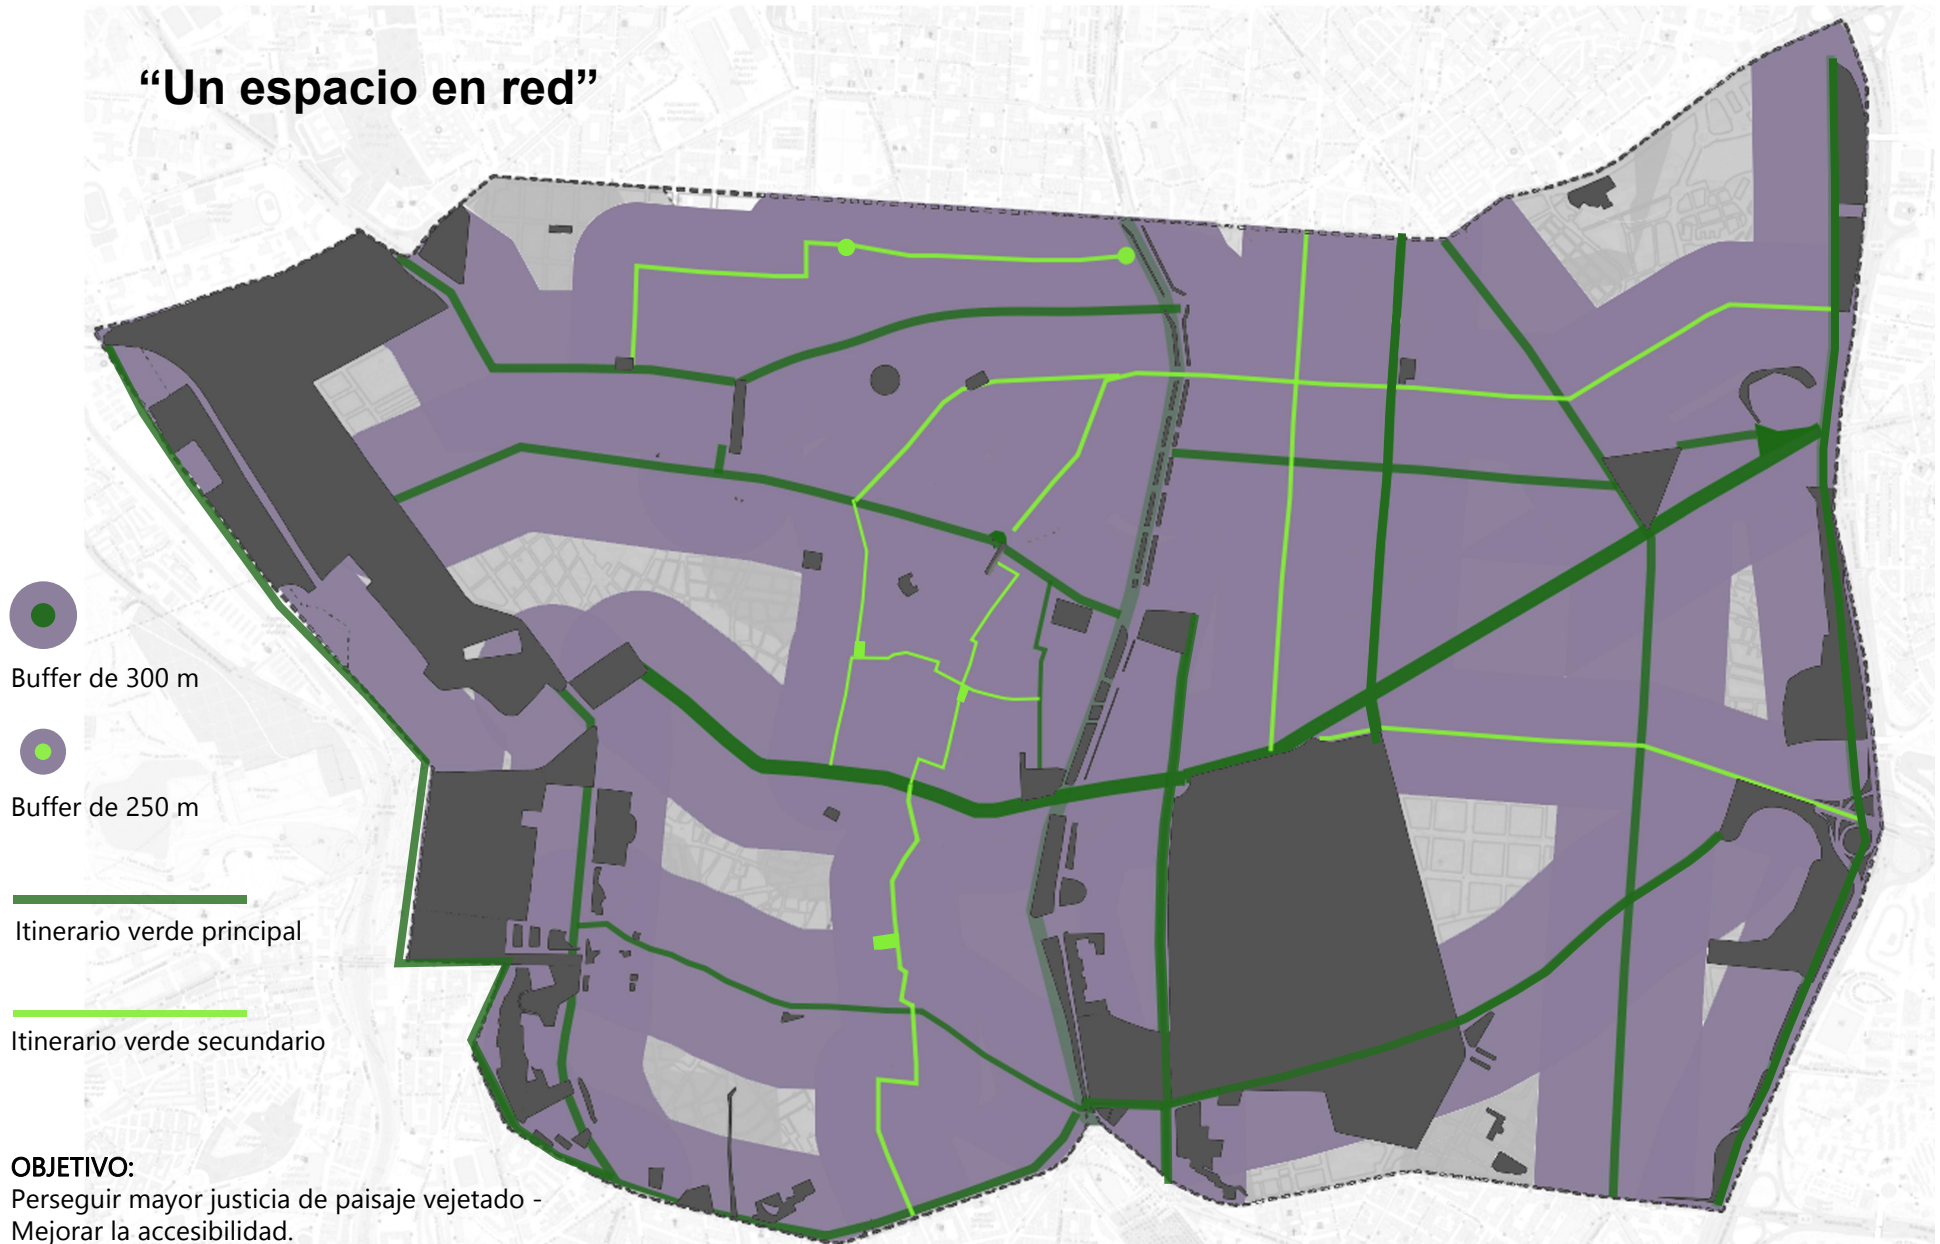 “Un espacio en red”
Buffer de 300 m
Buffer de 250 m
Itinerario verde principal
Itinerario verde secundario
OBJETIVO:
Perseguir mayor justicia de paisaje vejetado -
Mejorar la accesibilidad.